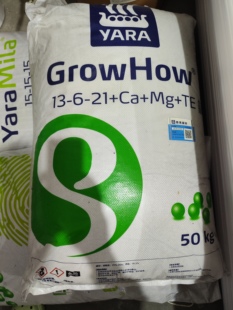 YARA
GrowHow
13-6-21+Ca+Mg+TE
50 kg
YaraMila
15-15-15